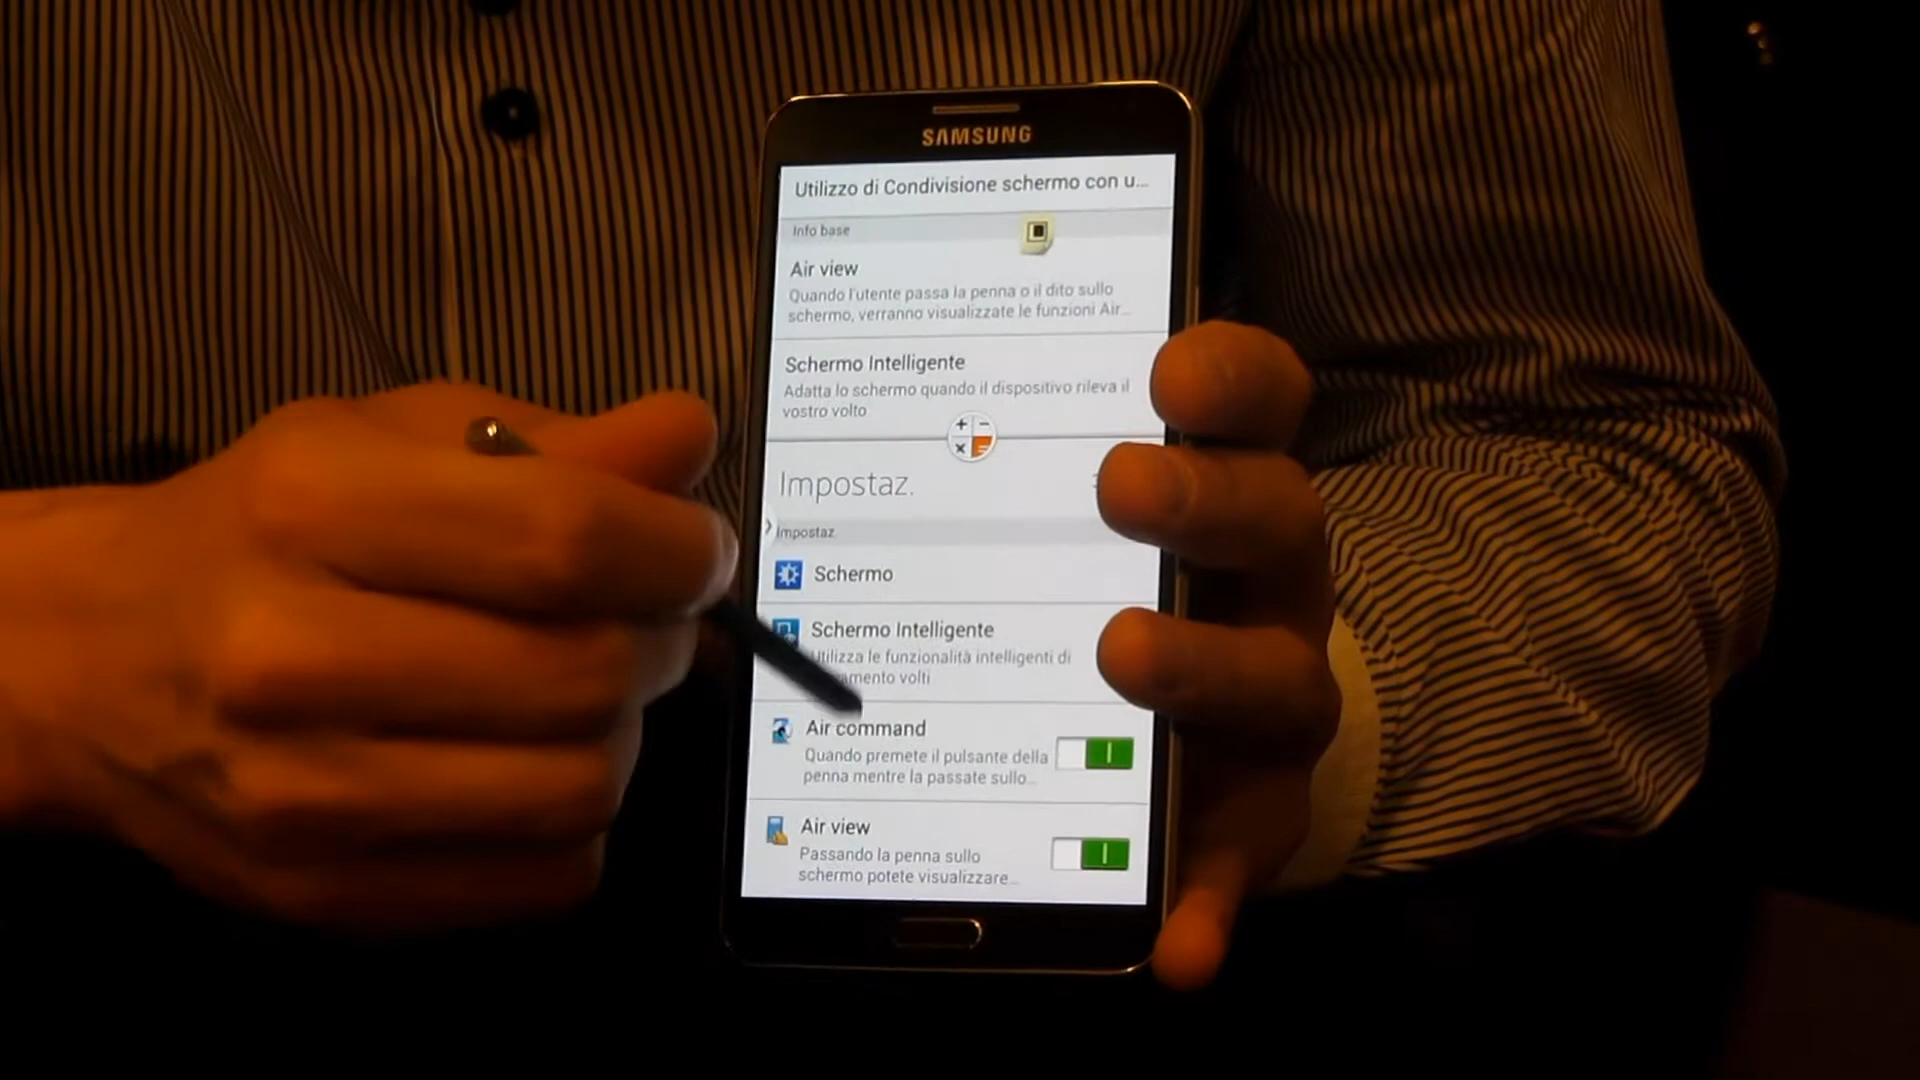 SAMSUNG
Utilizzo di Condivisione schermo con u...
Info base
Air view
Quando l'utente passa la penna o il dito sullo
schermo, verranno visualizzate le funzioni Air...
Schermo Intelligente
Adatta lo schermo quando il dispositivo rileva il
vostro volto
Impostaz.
Impostaz.
Schermo
Schermo Intelligente
Utilizza le funzionalità intelligenti di
volti
Air command
Quando premete il pulsante della
penna mentre la passate sullo...
Air view
Passando la penna sullo
schermo potete visualizzare...